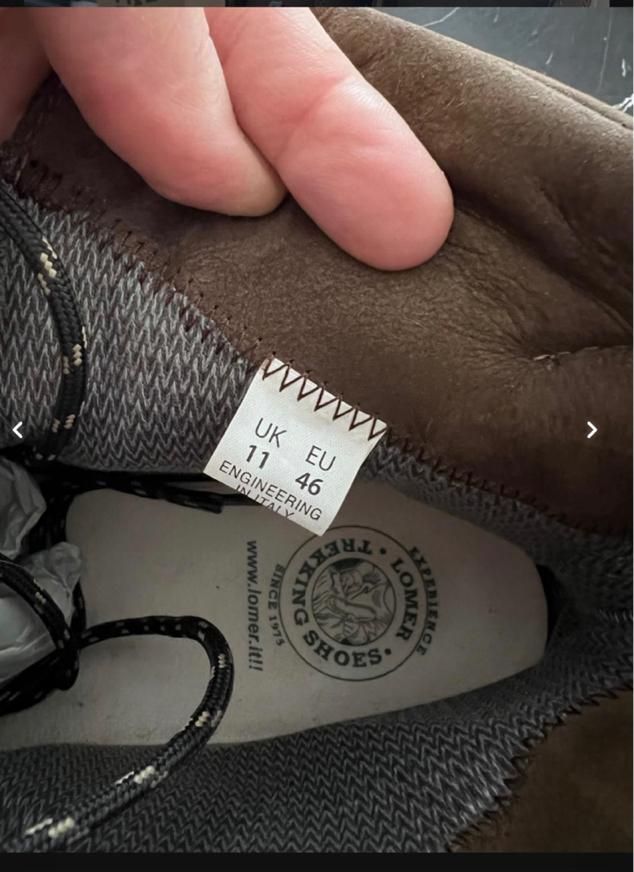 UK EU
11 46
ENGINEERING
IN ITALY
www.lomer.it!!
SINCE 1975
LOMER • TREKKING SHOES •
EXPERIENCE